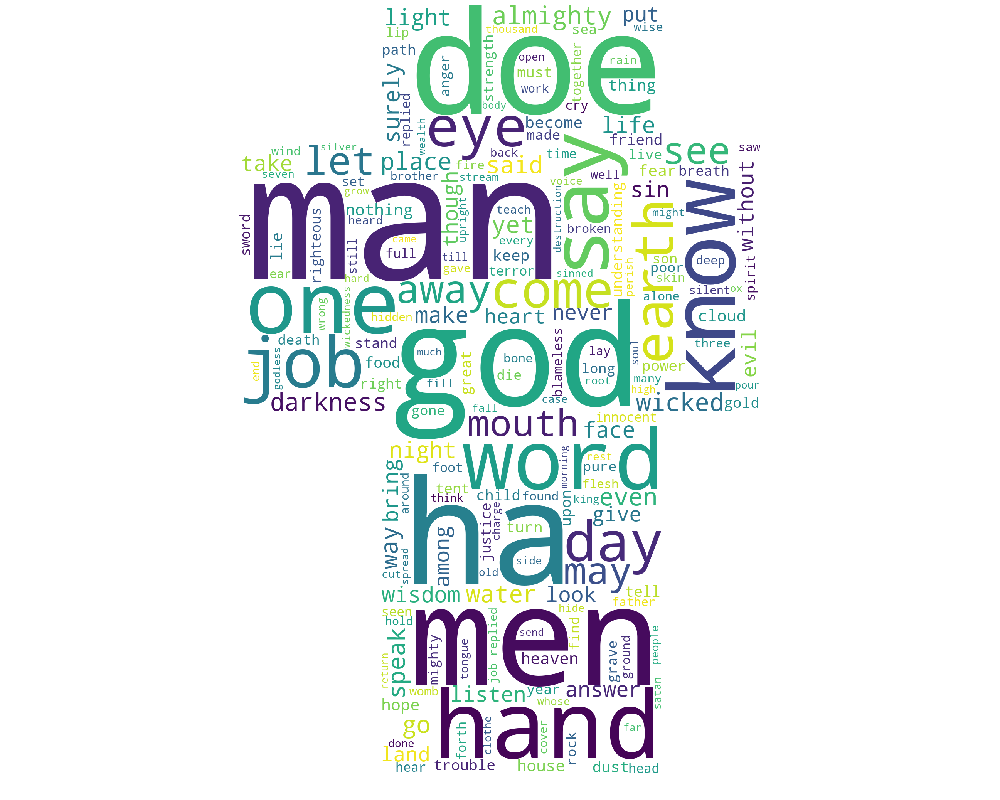 light almighty put
lip thousand sea wise
doe
path open rain
anger strength must together thing
surely work
body cry
replied wealth eye become made life
friend
wind silver let place back time see saw
take seven brother fire said well live fear breath
set stream voice
man grow though upright say sin know without
sword nothing teach understanding earth might
heard yet every destruction broken
righteous lie still full came till keep son deep spirit
ear gave terror sinned poor skin
hard away come perish alone silent ox
one wrong wickedness hidden make heart never cloud
death stand god power evil
job food much bone blameless lay soul three
end godless right great die long many
fill root high pour
darkness gone fall case wicked gold
mouth innocent
night face
word morning rest
bring around foot pure
tent child found flesh
think upon king even
ha justice charge give
way among turn day
cut spread old side may
wisdom water look tell
seen hide father
hold men find
speak mighty tongue job replied send heaven grave ground people
return womb listen year answer satan
hope whose
go hand
done forth clothe cover rock far
land hear trouble house dust head